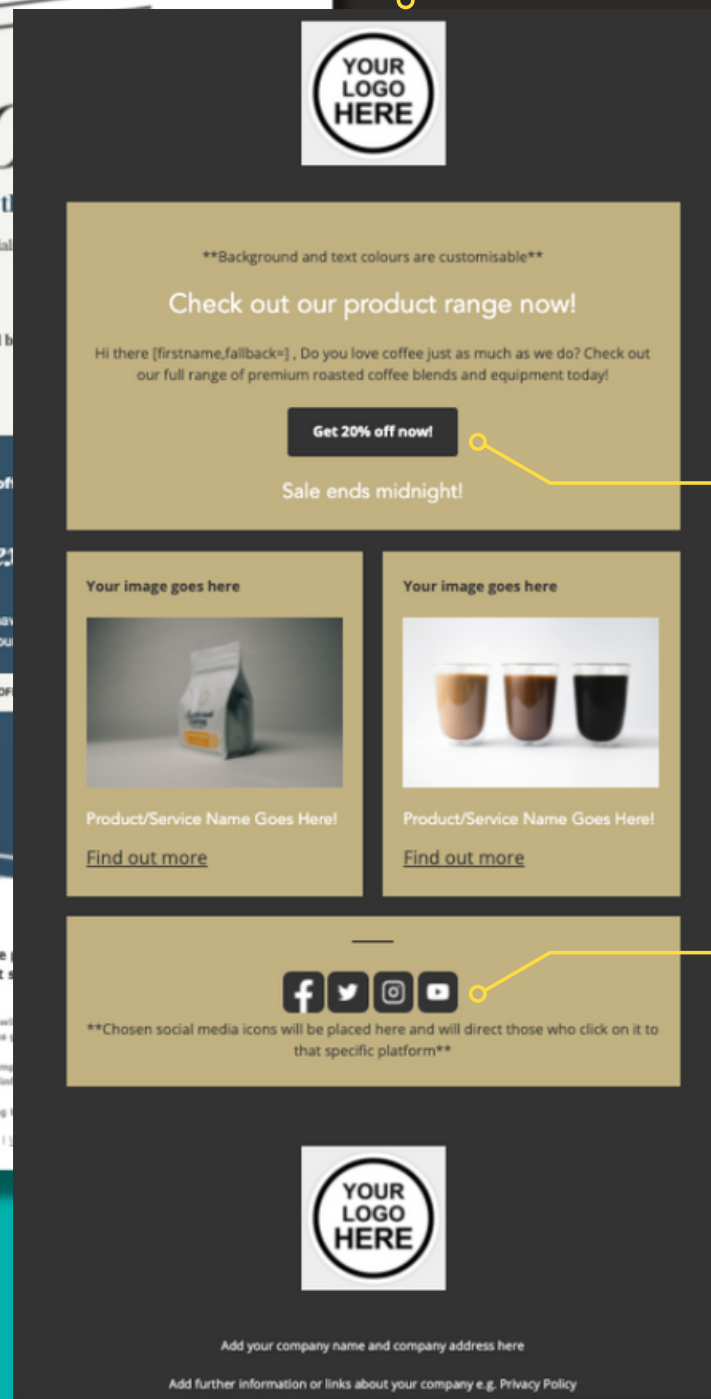 YOUR
LOGO
HERE
**Background and text colours are customisable**
Check out our product range now!
Hi there [firstname,fallback=] , Do you love coffee just as much as we do? Check out
our full range of premium roasted coffee blends and equipment today!
Get 20% off now!
Sale ends midnight!
Your image goes here
Product/Service Name Goes Here!
Find out more
Your image goes here
Product/Service Name Goes Here!
Find out more
**Chosen social media icons will be placed here and will direct those who click on it to
that specific platform**
YOUR
LOGO
HERE
Add your company name and company address here
Add further information or links about your company e.g. Privacy Policy